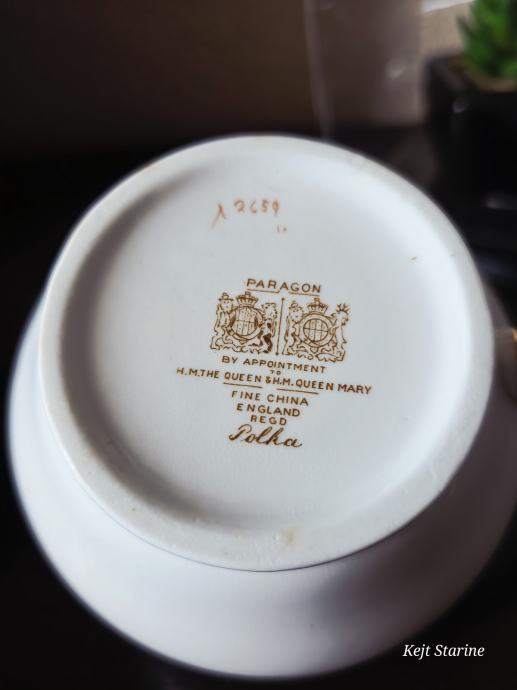 λ 2659
PARAGON
BY APPOINTMENT
TO
H.M.THE QUEEN & H.M. QUEEN MARY
FINE CHINA
ENGLAND
REGD
Polka
Kejt Starine